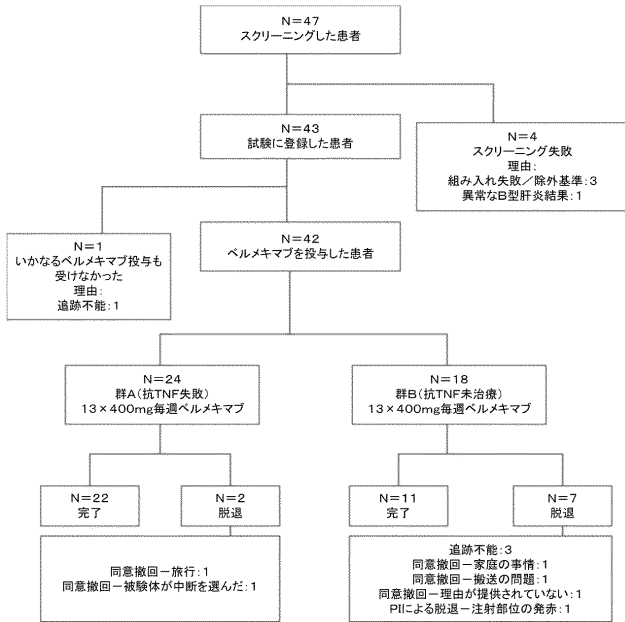 N=47
スクリーニングした患者
N=43
試験に登録した患者
N=4
スクリーニング失敗
理由:
組み入れ失敗/除外基準:3
異常なB型肝炎結果:1
N=1
いかなるベルメキマブ投与も
受けなかった
理由:
追跡不能:1
N=42
ベルメキマブを投与した患者
N=24
群A(抗TNF失敗)
13×400mg毎週ベルメキマブ
N=18
群B(抗TNF未治療)
13×400mg毎週ベルメキマブ
N=22
完了
N=2
脱退
N=11
完了
N=7
脱退
同意撤回-旅行:1
同意撤回-被験体が中断を選んだ:1
追跡不能:3
同意撤回-家庭の事情:1
同意撤回-搬送の問題:1
同意撤回-理由が提供されていない:1
PIによる脱退-注射部位の発赤:1